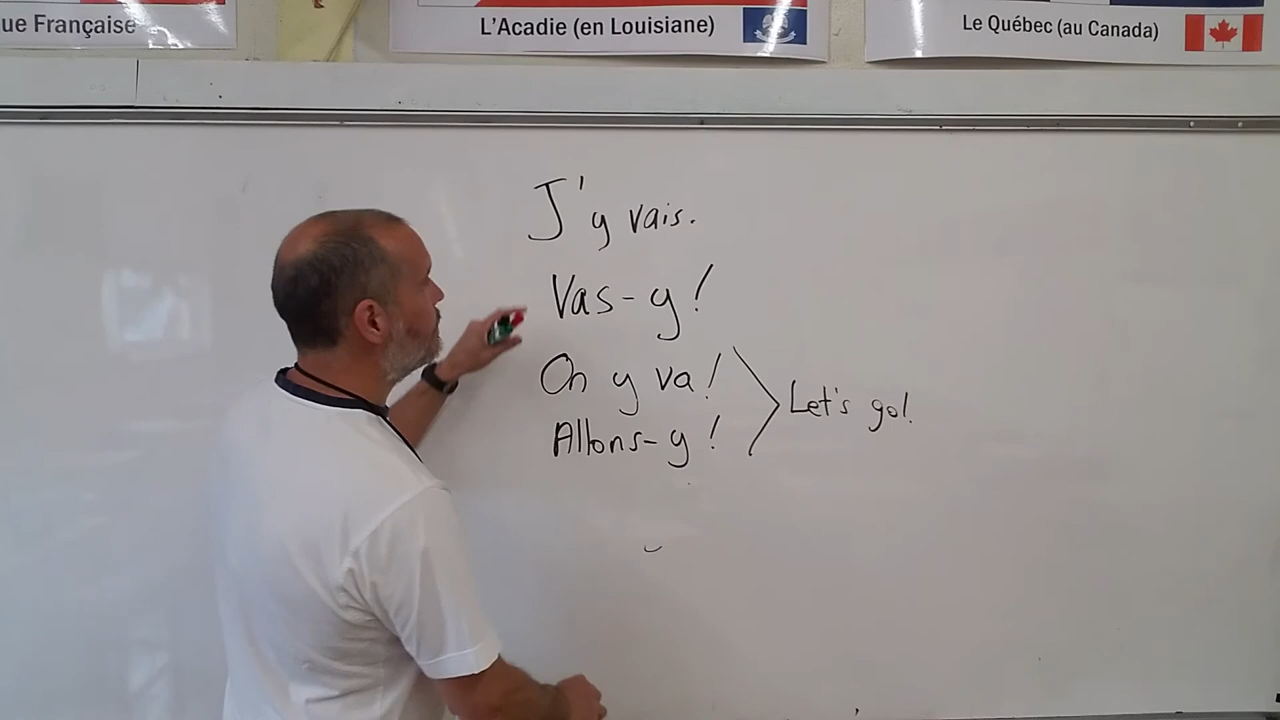 ue Française
L'Acadie (en Louisiane)
Le Québec (au Canada)
J'y vais.
Vas-y!
On y va!
Allons-y!
Let's go!